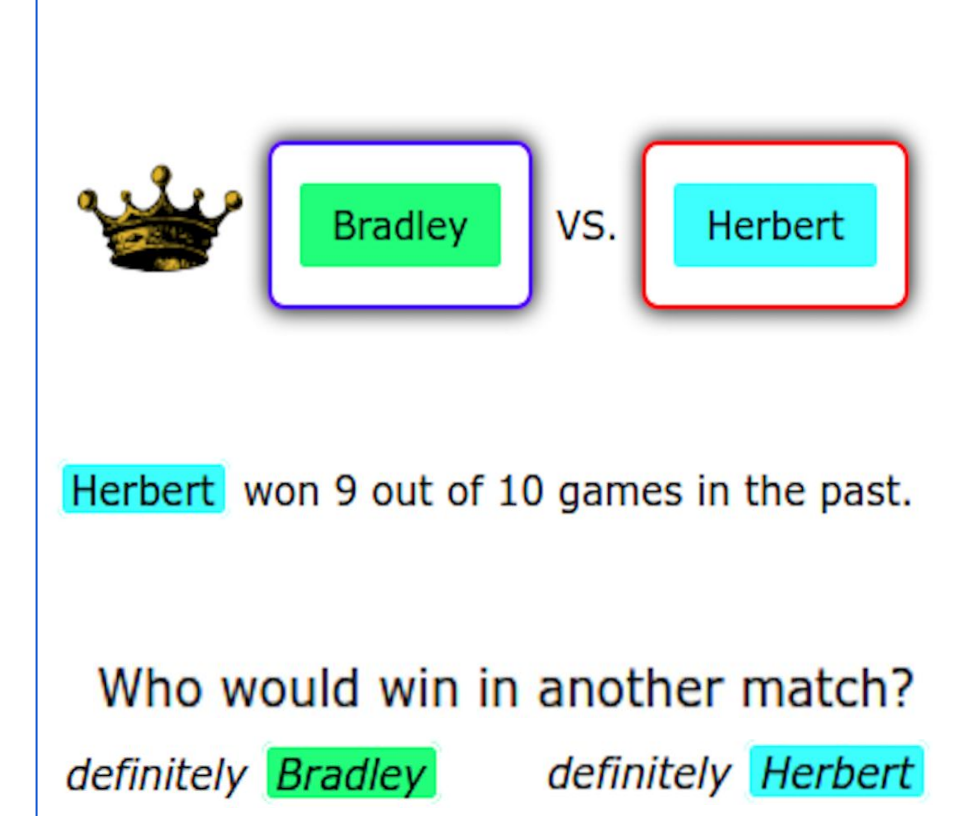 Bradley VS. Herbert
Herbert won 9 out of 10 games in the past.
Who would win in another match?
definitely Bradley definitely Herbert